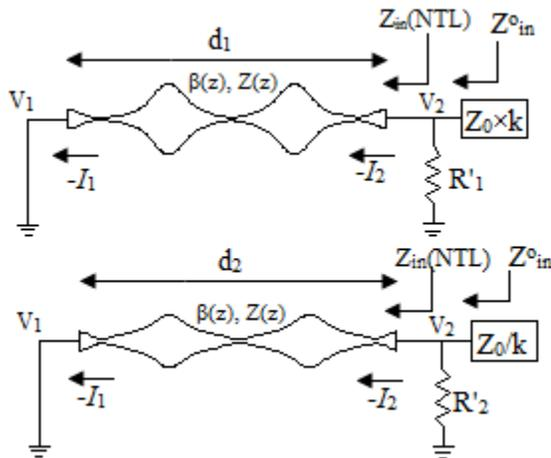 Zin(NTL) Zᵒin
d₁
β(z), Z(z)
V₁ V₂ Z₀×k
-I₁ -I₂ R'₁
d₂ Zin(NTL) Zᵒin
β(z), Z(z)
V₁ V₂ Z₀/k
-I₁ -I₂ R'₂